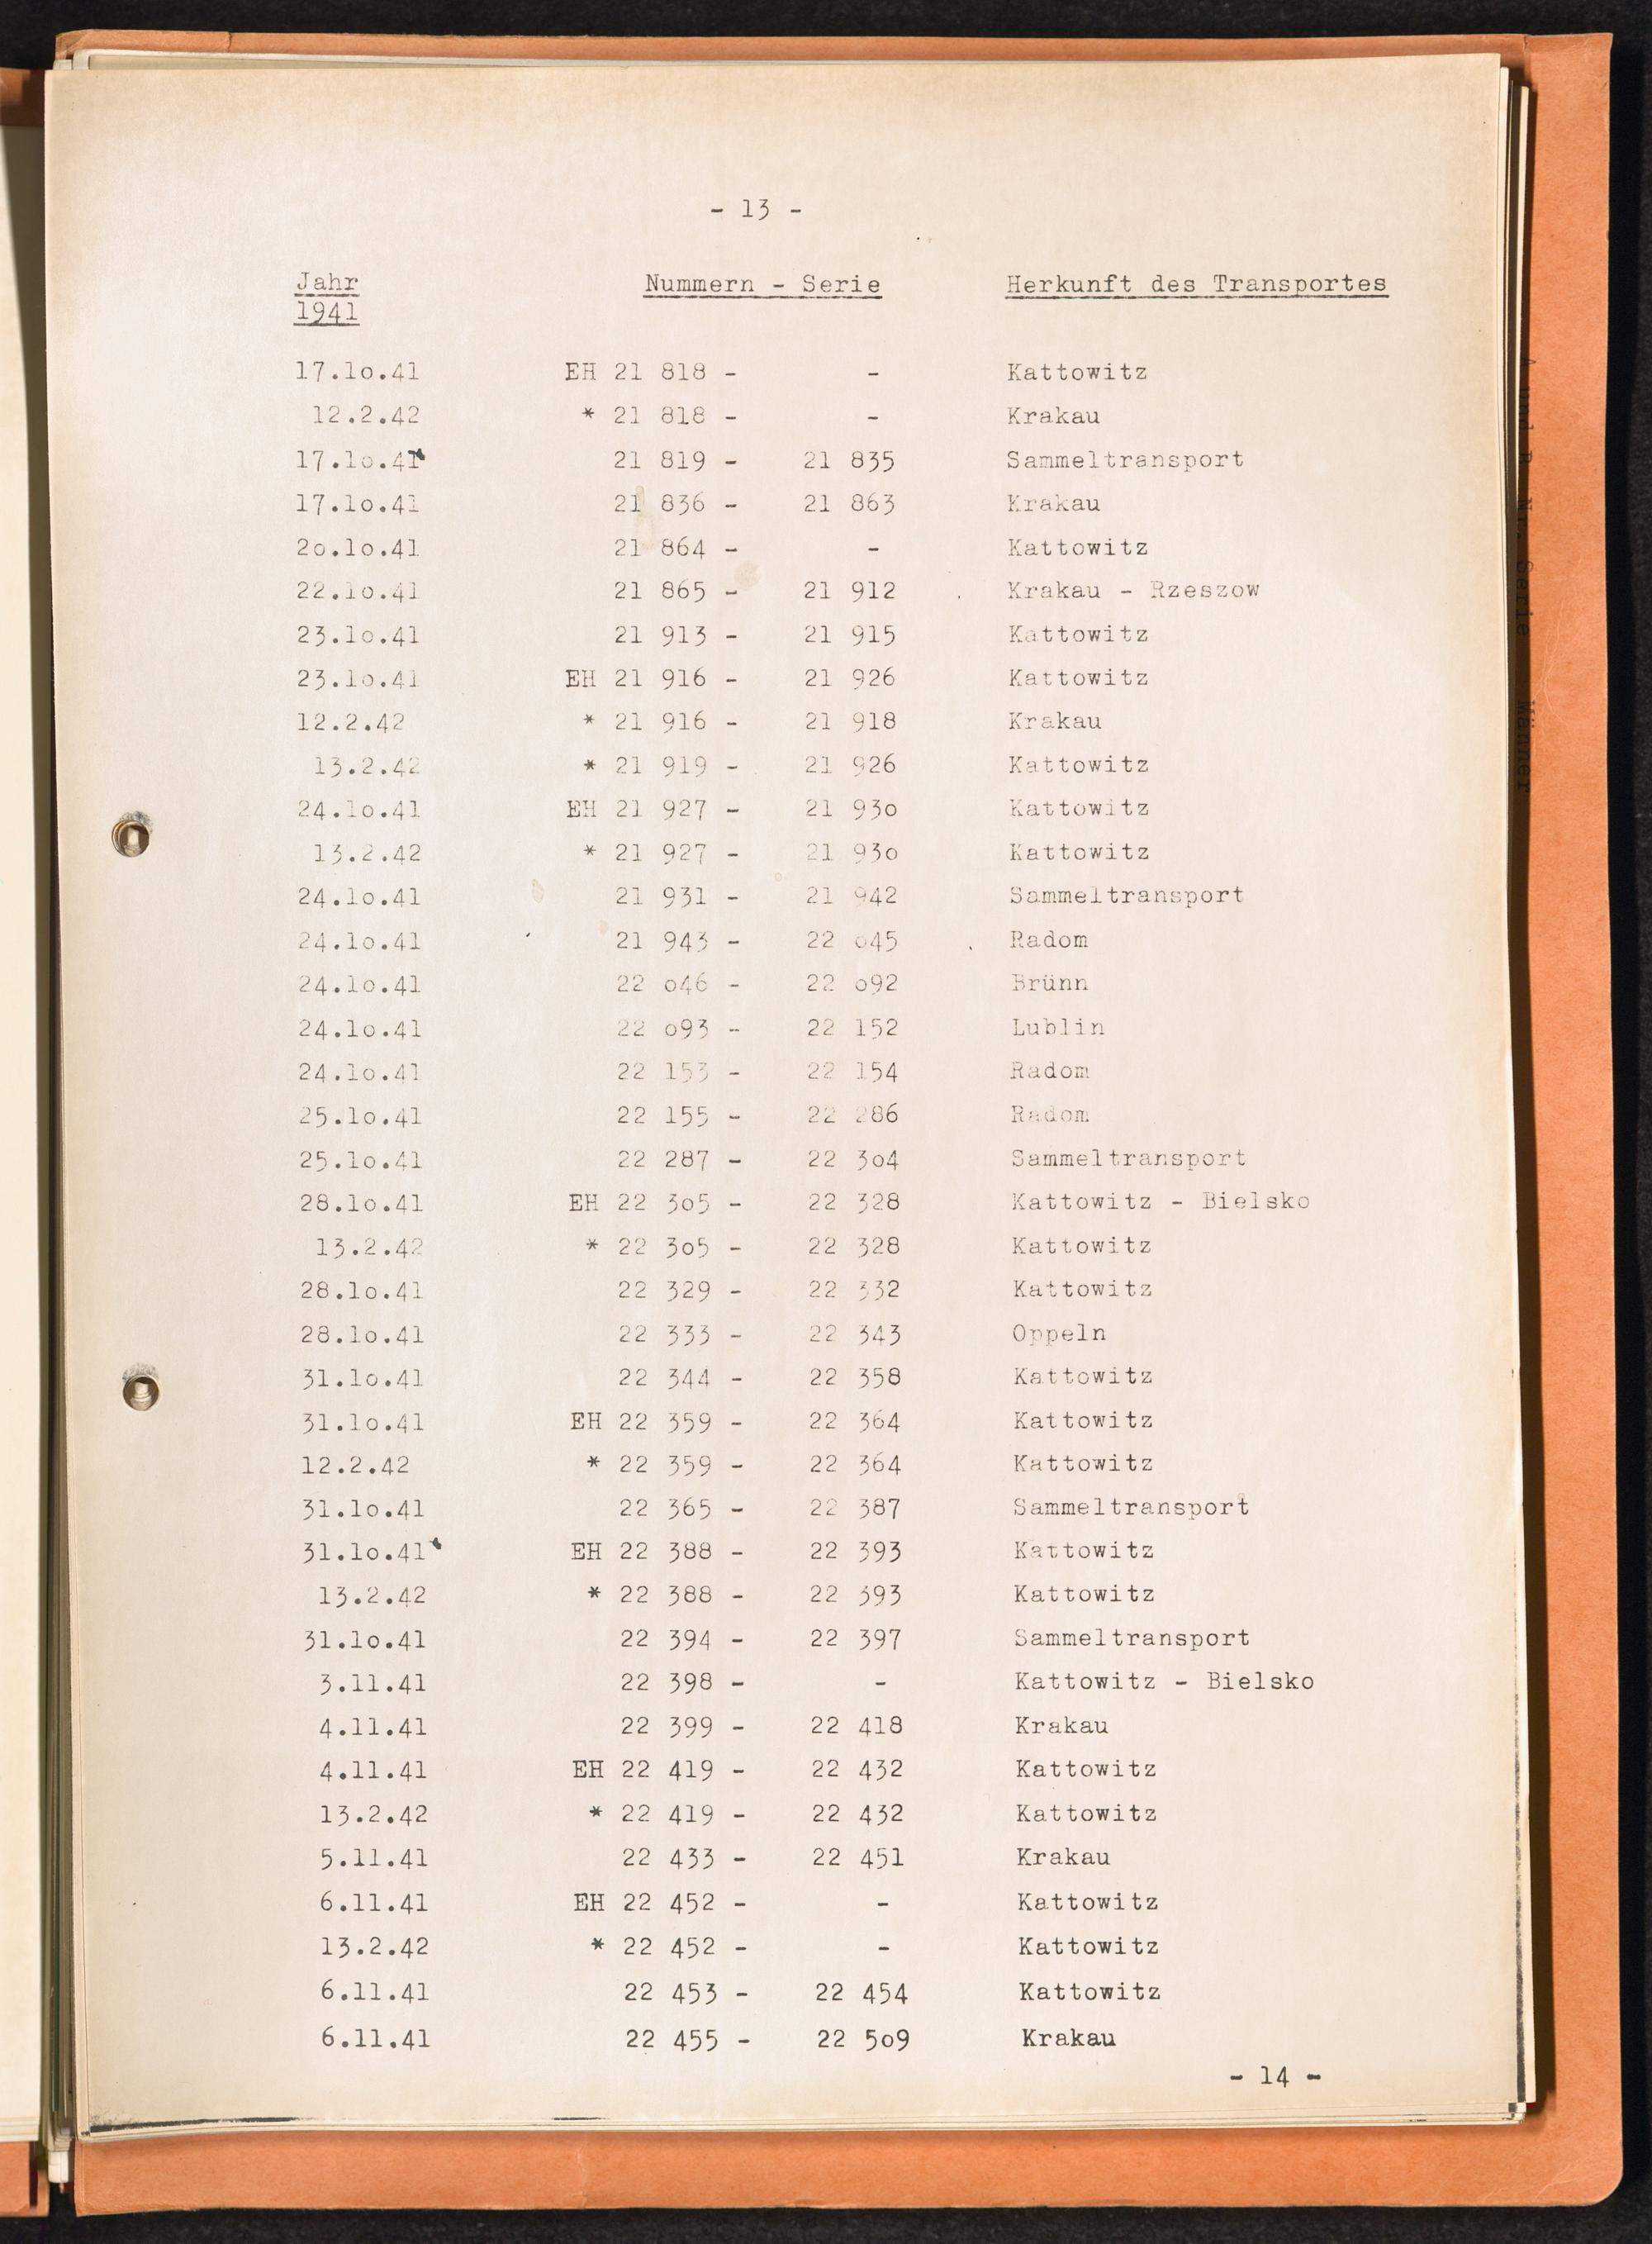 - 13 -
Jahr Nummern - Serie Herkunft des Transportes
1941
17.1o.41 EH 21 818 - - Kattowitz
12.2.42 * 21 818 - - Krakau
17.1o.41 21 819 - 21 835 Sammeltransport
17.1o.41 21 836 - 21 863 Krakau
2o.1o.41 21 864 - - Kattowitz
22.1o.41 21 865 - 21 912 Krakau - Rzeszow
23.1o.41 21 913 - 21 915 Kattowitz
23.1o.41 EH 21 916 - 21 926 Kattowitz
12.2.42 * 21 916 - 21 918 Krakau
13.2.42 * 21 919 - 21 926 Kattowitz
24.1o.41 EH 21 927 - 21 93o Kattowitz
13.2.42 * 21 927 - 21 93o Kattowitz
24.1o.41 21 931 - 21 942 Sammeltransport
24.1o.41 21 943 - 22 o45 Radom
24.1o.41 22 o46 - 22 o92 Brünn
24.1o.41 22 o93 - 22 152 Lublin
24.1o.41 22 153 - 22 154 Radom
25.1o.41 22 155 - 22 286 Radom
25.1o.41 22 287 - 22 3o4 Sammeltransport
28.1o.41 EH 22 3o5 - 22 328 Kattowitz - Bielsko
13.2.42 * 22 3o5 - 22 328 Kattowitz
28.1o.41 22 329 - 22 332 Kattowitz
28.1o.41 22 333 - 22 343 Oppeln
31.1o.41 22 344 - 22 358 Kattowitz
31.1o.41 EH 22 359 - 22 364 Kattowitz
12.2.42 * 22 359 - 22 364 Kattowitz
31.1o.41 22 365 - 22 387 Sammeltransport
31.1o.41 EH 22 388 - 22 393 Kattowitz
13.2.42 * 22 388 - 22 393 Kattowitz
31.1o.41 22 394 - 22 397 Sammeltransport
3.11.41 22 398 - - Kattowitz - Bielsko
4.11.41 22 399 - 22 418 Krakau
4.11.41 EH 22 419 - 22 432 Kattowitz
13.2.42 * 22 419 - 22 432 Kattowitz
5.11.41 22 433 - 22 451 Krakau
6.11.41 EH 22 452 - - Kattowitz
13.2.42 * 22 452 - - Kattowitz
6.11.41 22 453 - 22 454 Kattowitz
6.11.41 22 455 - 22 5o9 Krakau
- 14 -
Nr. Serie Männer